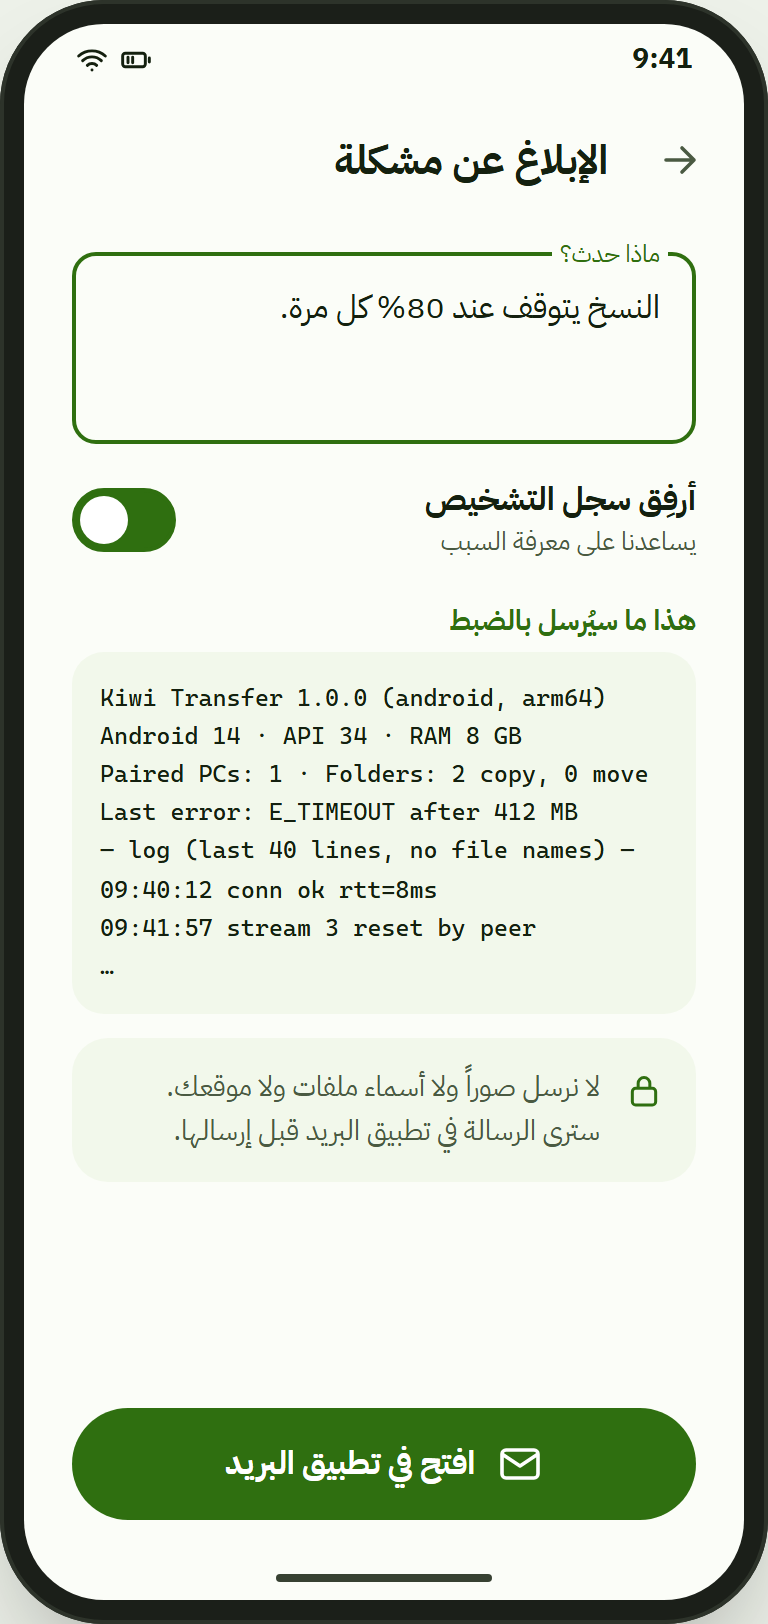 9:41
الإبلاغ عن مشكلة
ماذا حدث؟
النسخ يتوقف عند 80% كل مرة.
أرفِق سجل التشخيص
يساعدنا على معرفة السبب
هذا ما سيُرسل بالضبط
Kiwi Transfer 1.0.0 (android, arm64)
Android 14 · API 34 · RAM 8 GB
Paired PCs: 1 · Folders: 2 copy, 0 move
Last error: E_TIMEOUT after 412 MB
— log (last 40 lines, no file names) —
09:40:12 conn ok rtt=8ms
09:41:57 stream 3 reset by peer
…
لا نرسل صوراً ولا أسماء ملفات ولا موقعك.
سترى الرسالة في تطبيق البريد قبل إرسالها.
افتح في تطبيق البريد